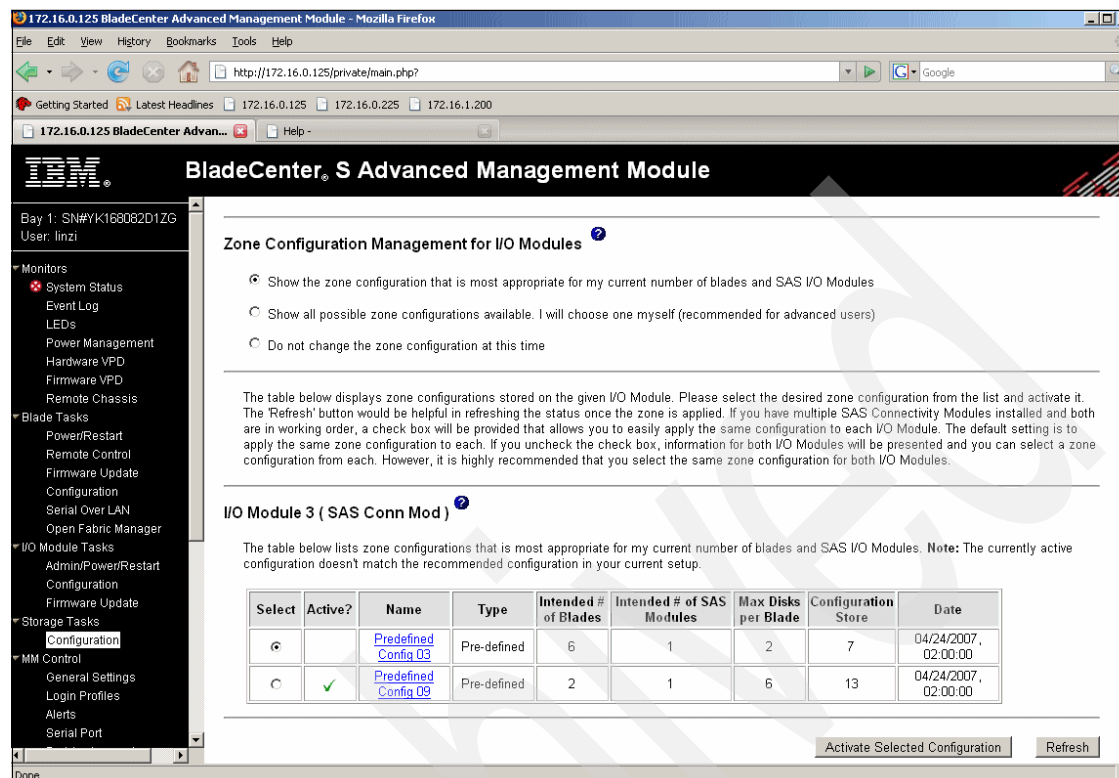 172.16.0.125 BladeCenter Advanced Management Module - Mozilla Firefox
File Edit View History Bookmarks Tools Help
http://172.16.0.125/private/main.php?
G Google
Getting Started Latest Headlines 172.16.0.125 172.16.0.225 172.16.1.200
172.16.0.125 BladeCenter Advan... Help -
IBM®
BladeCenter® S Advanced Management Module
Bay 1: SN#YK168082D1ZG
User: linzi
Monitors
System Status
Event Log
LEDs
Power Management
Hardware VPD
Firmware VPD
Remote Chassis
Blade Tasks
Power/Restart
Remote Control
Firmware Update
Configuration
Serial Over LAN
Open Fabric Manager
I/O Module Tasks
Admin/Power/Restart
Configuration
Firmware Update
Storage Tasks
Configuration
MM Control
General Settings
Login Profiles
Alerts
Serial Port
Zone Configuration Management for I/O Modules ?
Show the zone configuration that is most appropriate for my current number of blades and SAS I/O Modules
Show all possible zone configurations available. I will choose one myself (recommended for advanced users)
Do not change the zone configuration at this time
The table below displays zone configurations stored on the given I/O Module. Please select the desired zone configuration from the list and activate it.
The 'Refresh' button would be helpful in refreshing the status once the zone is applied. If you have multiple SAS Connectivity Modules installed and both
are in working order, a check box will be provided that allows you to easily apply the same configuration to each I/O Module. The default setting is to
apply the same zone configuration to each. If you uncheck the check box, information for both I/O Modules will be presented and you can select a zone
configuration from each. However, it is highly recommended that you select the same zone configuration for both I/O Modules.
I/O Module 3 ( SAS Conn Mod ) ?
The table below lists zone configurations that is most appropriate for my current number of blades and SAS I/O Modules. Note: The currently active
configuration doesn't match the recommended configuration in your current setup.
Select Active? Name Type Intended # of Blades Intended # of SAS Modules Max Disks per Blade Configuration Store Date
Predefined Config 03 Pre-defined 6 1 2 7 04/24/2007, 02:00:00
Predefined Config 09 Pre-defined 2 1 6 13 04/24/2007, 02:00:00
Activate Selected Configuration Refresh
Done